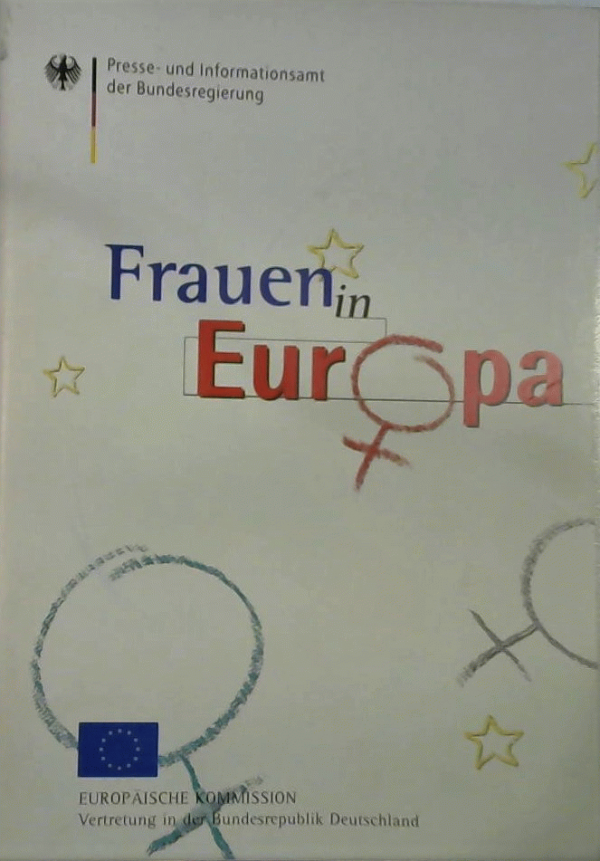 Presse- und Informationsamt
der Bundesregierung
Frauen in
Europa
EUROPÄISCHE KOMMISSION
Vertretung in der Bundesrepublik Deutschland